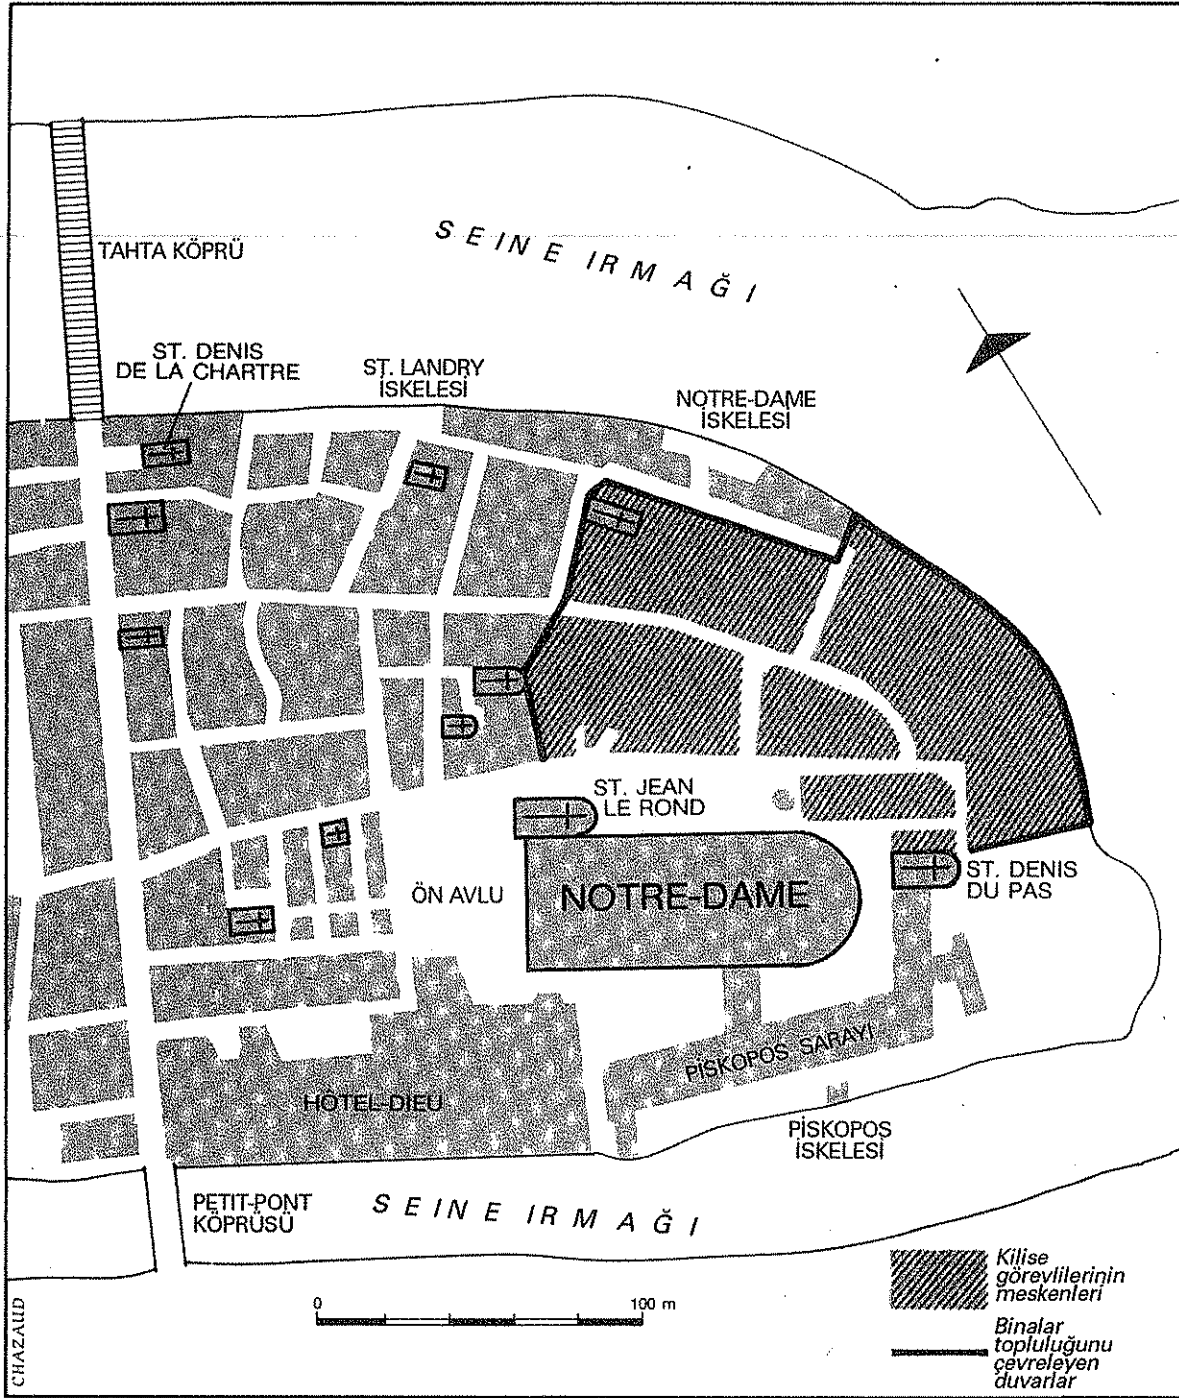 SEINE IRMAĞI
TAHTA KÖPRÜ
ST. DENIS
DE LA CHARTRE
ST. LANDRY
İSKELESİ
NOTRE-DAME
İSKELESİ
ST. JEAN
LE ROND
ÖN AVLU
NOTRE-DAME
ST. DENIS
DU PAS
PİSKOPOS SARAYI
HÔTEL-DIEU
PİSKOPOS
İSKELESİ
PETIT-PONT
KÖPRÜSÜ
SEINE IRMAĞI
Kilise
görevlilerinin
meskenleri
0 100 m
Binalar
topluluğunu
çevreleyen
duvarlar
CHAZAUD